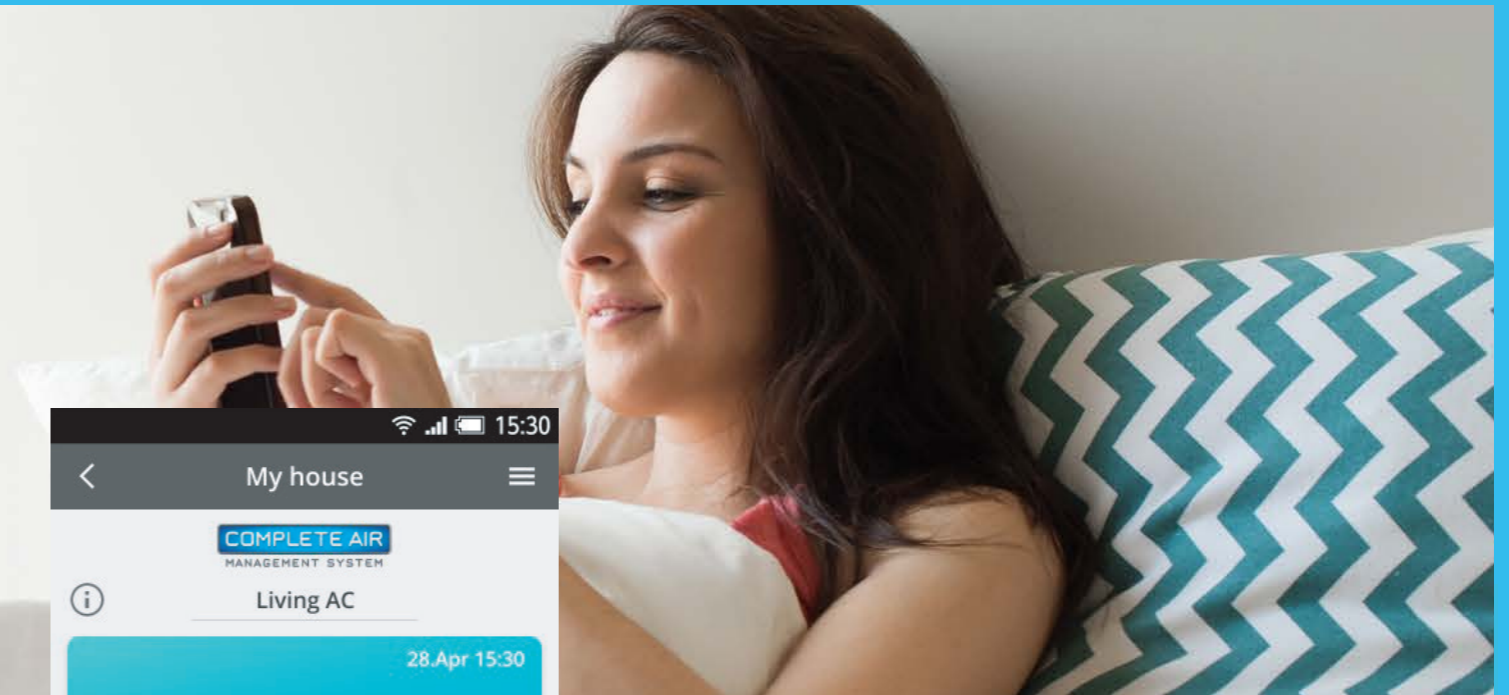 15:30
My house
COMPLETE AIR
MANAGEMENT SYSTEM
Living AC
28.Apr 15:30